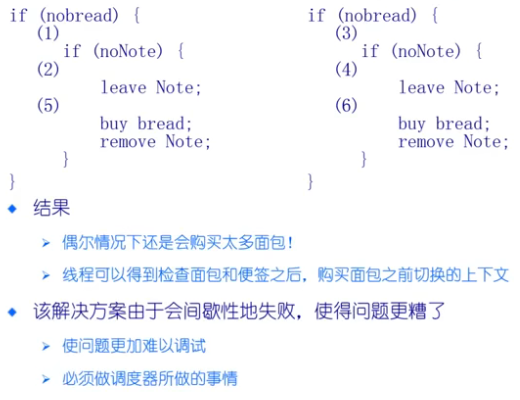 if (nobread) {
(1)
if (noNote) {
(2)
leave Note;
(5)
buy bread;
remove Note;
}
}
if (nobread) {
(3)
if (noNote) {
(4)
leave Note;
(6)
buy bread;
remove Note;
}
}
结果
偶尔情况下还是会购买太多面包!
线程可以得到检查面包和便签之后，购买面包之前切换的上下文
该解决方案由于会间歇性地失败，使得问题更糟了
使问题更加难以调试
必须做调度器所做的事情